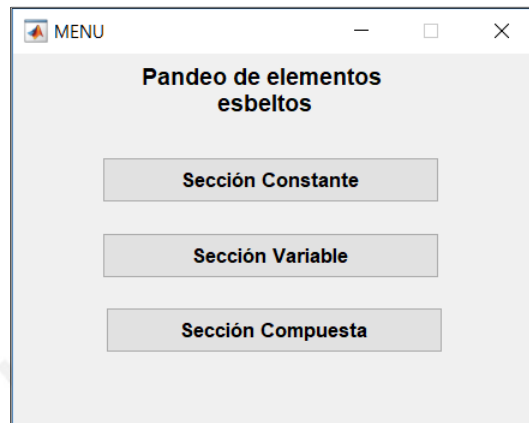 MENU
Pandeo de elementos
esbeltos
Sección Constante
Sección Variable
Sección Compuesta